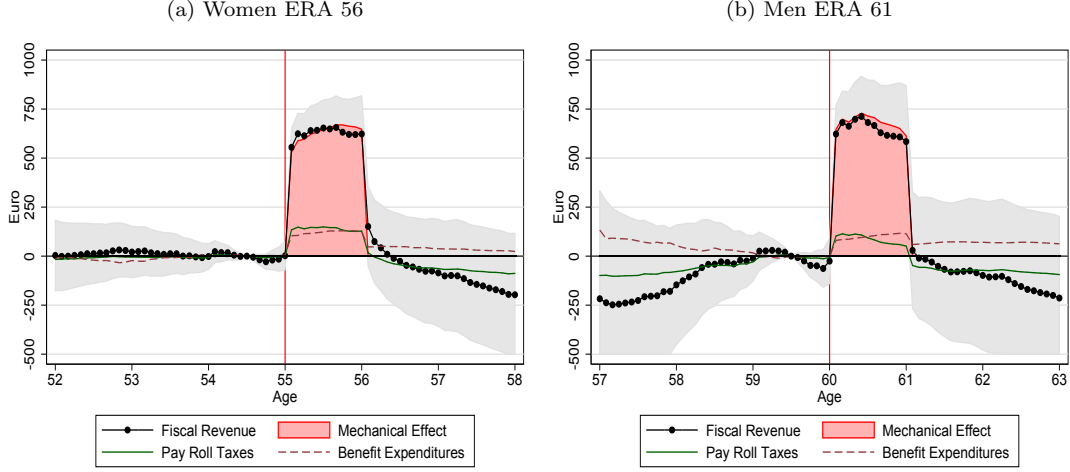 (a) Women ERA 56
1000
750
500
250
0
-250
-500
Euro
52 53 54 55 56 57 58
Age
Fiscal Revenue Mechanical Effect
Pay Roll Taxes Benefit Expenditures
(b) Men ERA 61
1000
750
500
250
0
-250
-500
Euro
57 58 59 60 61 62 63
Age
Fiscal Revenue Mechanical Effect
Pay Roll Taxes Benefit Expenditures